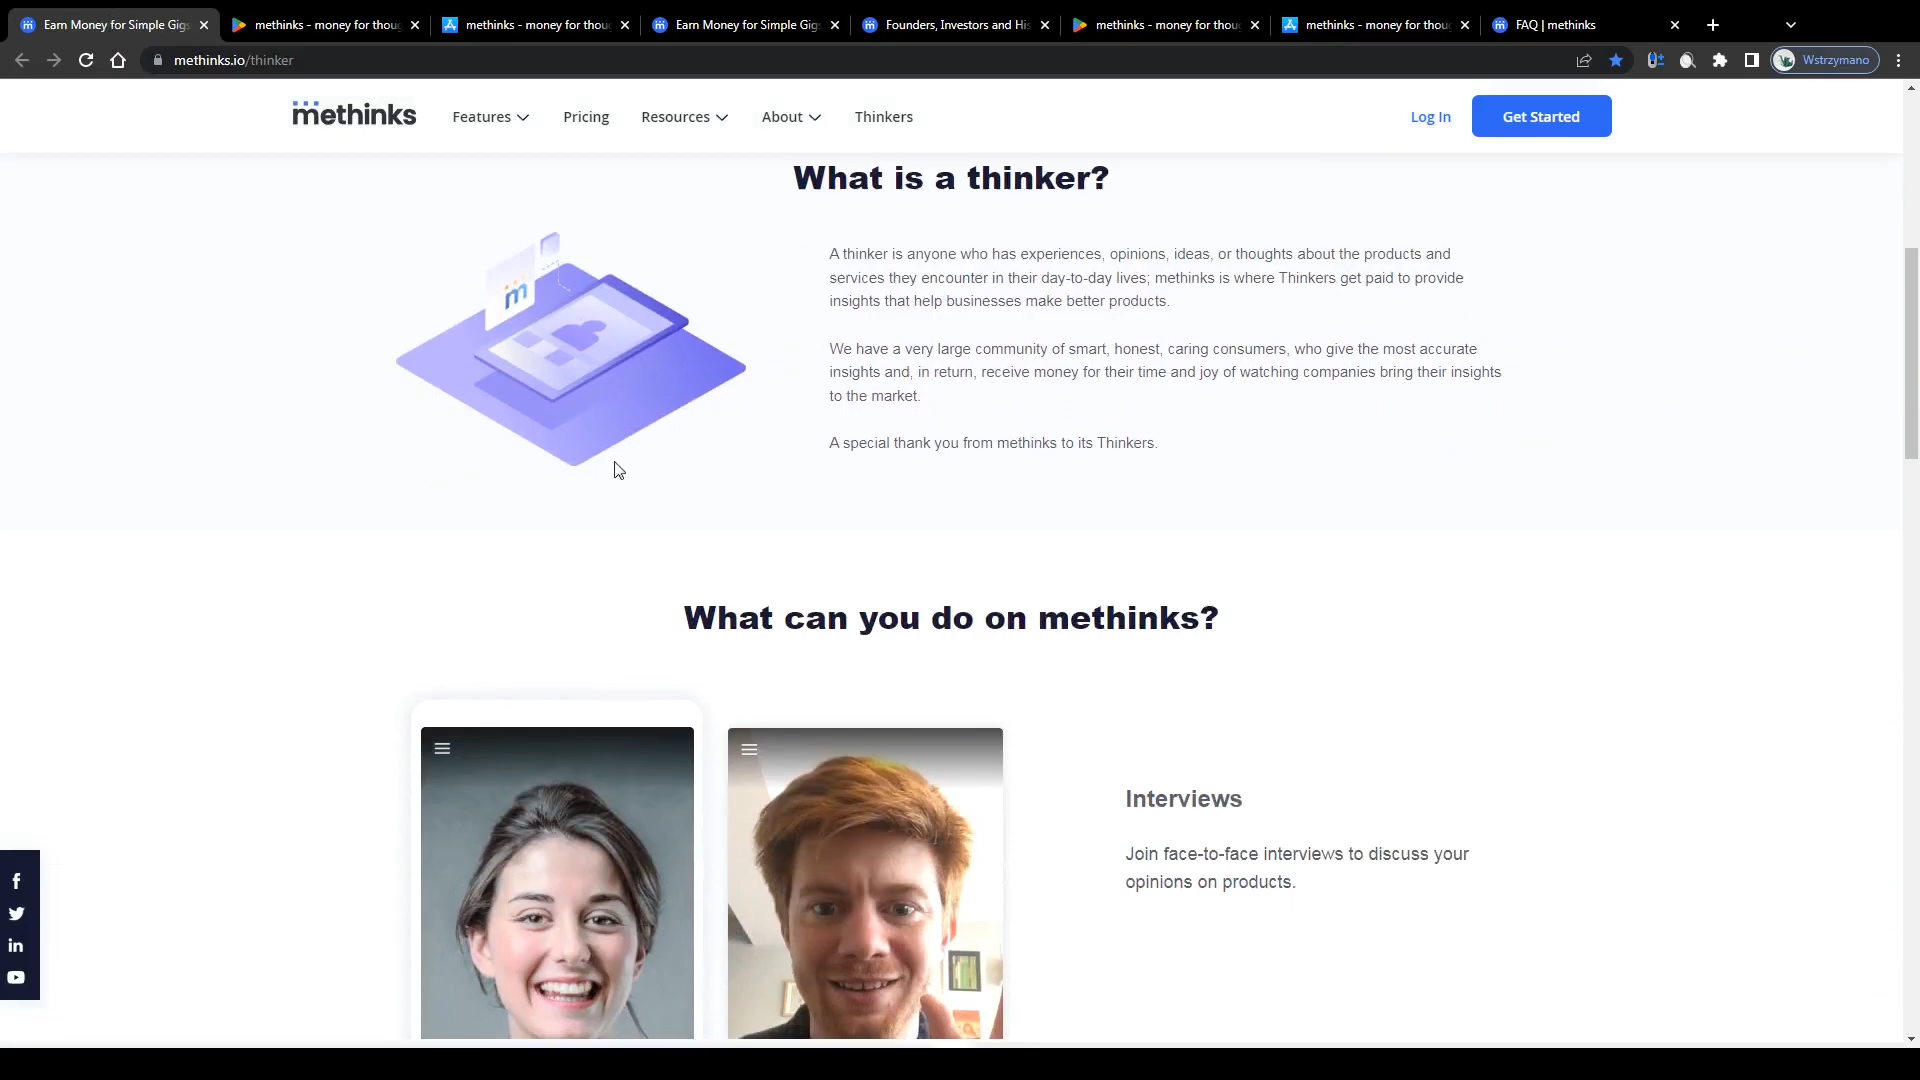 Earn Money for Simple Gigs
methinks - money for thoug
methinks - money for thoug
Earn Money for Simple Gigs
Founders, Investors and His
methinks - money for thoug
methinks - money for thoug
FAQ | methinks
methinks.io/thinker
Wstrzymano
methinks
Features
Pricing
Resources
About
Thinkers
Log In
Get Started
What is a thinker?
m
A thinker is anyone who has experiences, opinions, ideas, or thoughts about the products and
services they encounter in their day-to-day lives; methinks is where Thinkers get paid to provide
insights that help businesses make better products.
We have a very large community of smart, honest, caring consumers, who give the most accurate
insights and, in return, receive money for their time and joy of watching companies bring their insights
to the market.
A special thank you from methinks to its Thinkers.
What can you do on methinks?
Interviews
Join face-to-face interviews to discuss your
opinions on products.